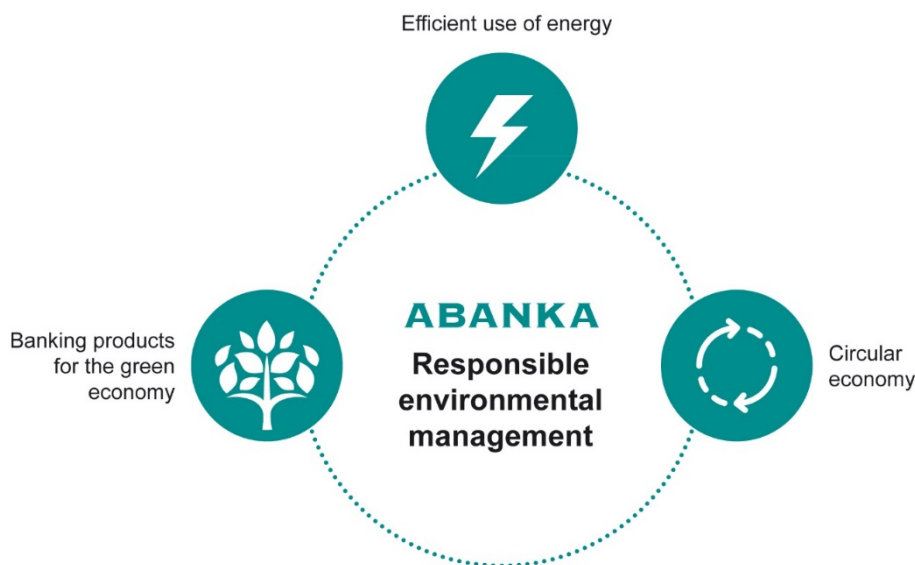 Efficient use of energy
Banking products
for the green
economy
ABANKA
Responsible
environmental
management
Circular
economy